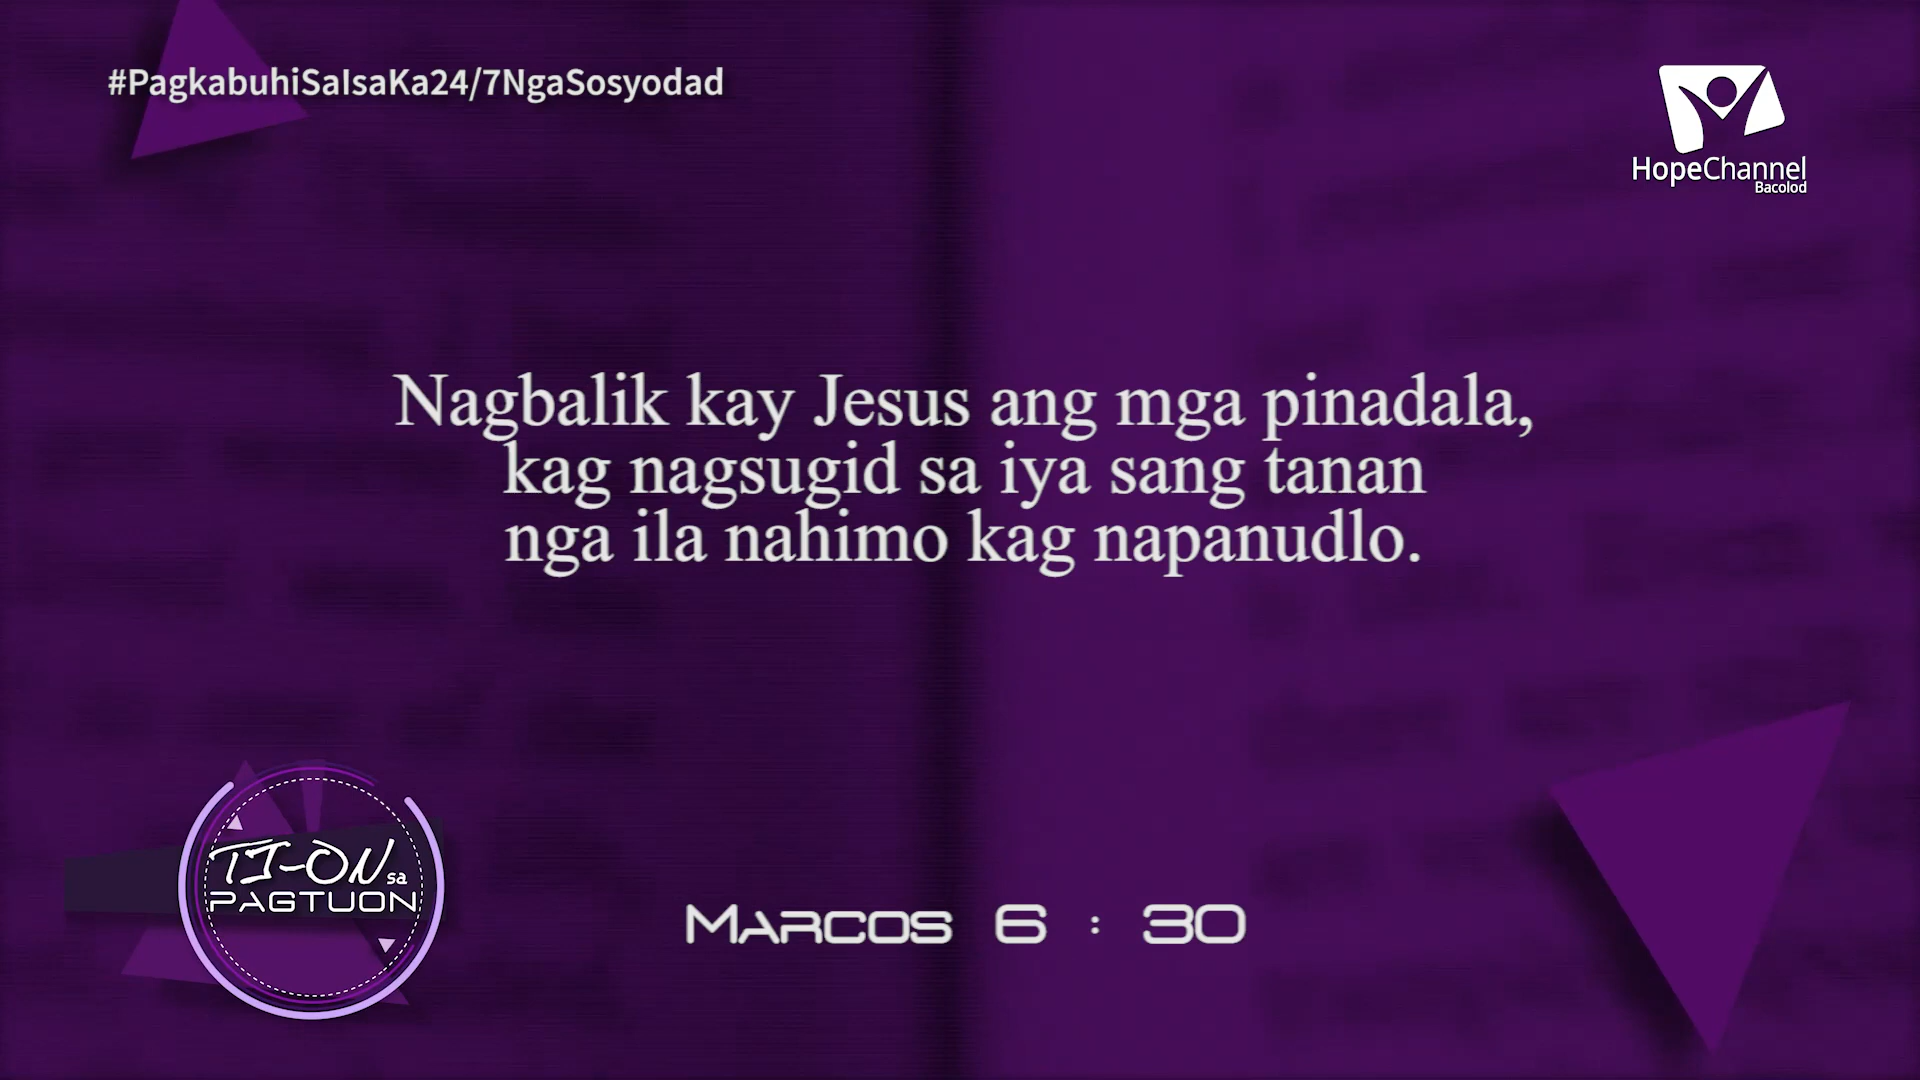 #PagkabuhiSaIsaKa24/7NgaSosyodad
HopeChannel
Bacolod
Nagbalik kay Jesus ang mga pinadala,
kag nagsugid sa iya sang tanan
nga ila nahimo kag napanudlo.
TI-ON sa
PAGTUON
MARCOS 6 : 30